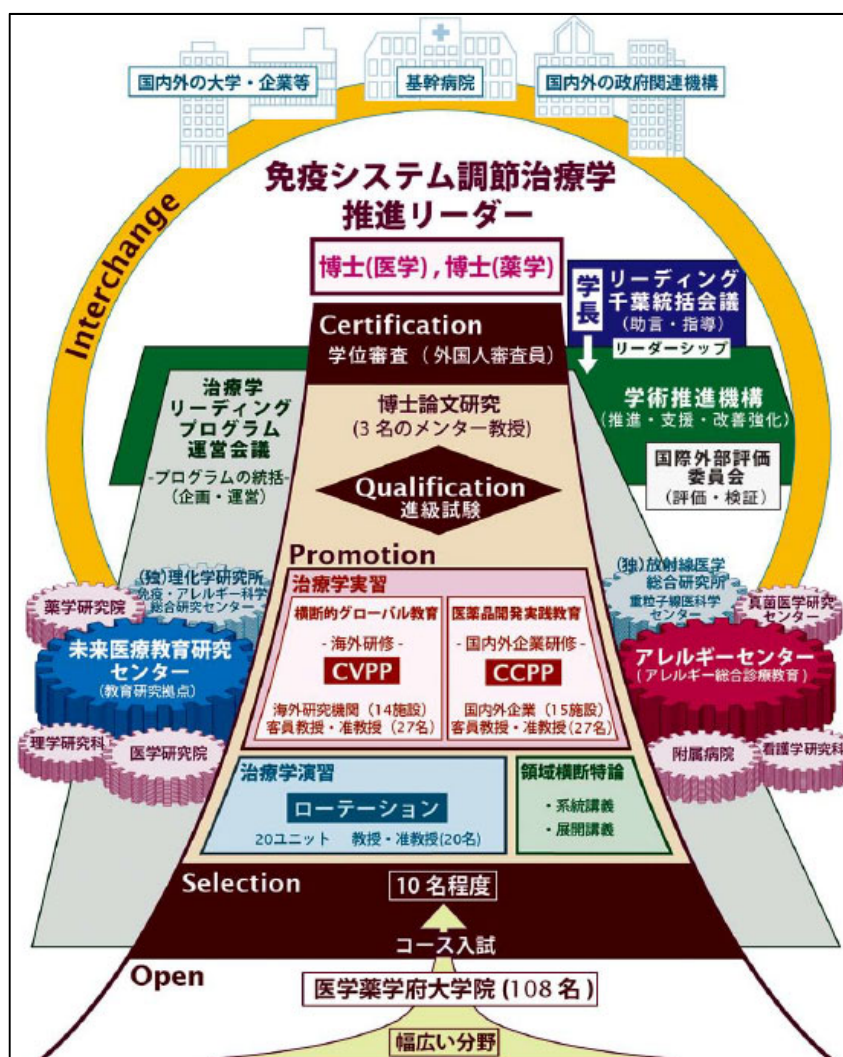 国内外の大学・企業等
基幹病院
国内外の政府関連機構
Interchange
免疫システム調節治療学
推進リーダー
博士(医学),博士(薬学)
学長
リーディング
千葉統括会議
(助言・指導)
リーダーシップ
Certification
学位審査(外国人審査員)
治療学
リーディング
プログラム
運営会議
-プログラムの統括-
(企画・運営)
博士論文研究
(3名のメンター教授)
学術推進機構
(推進・支援・改善強化)
国際外部評価
委員会
(評価・検証)
Qualification
進級試験
Promotion
治療学実習
横断的グローバル教育
- 海外研修 -
CVPP
海外研究機関(14施設)
客員教授・准教授(27名)
医薬品開発実践教育
- 国内外企業研修 -
CCPP
国内外企業(15施設)
客員教授・准教授(27名)
薬学研究院
(独)理化学研究所
免疫・アレルギー科学
総合研究センター
未来医療教育研究
センター
(教育研究拠点)
理学研究科
医学研究院
(独)放射線医学
総合研究所
重粒子線医科学
センター
真菌医学研究
センター
アレルギーセンター
(アレルギー総合診療教育)
附属病院
看護学研究科
治療学演習
ローテーション
20ユニット 教授・准教授(20名)
領域横断特論
・系統講義
・展開講義
Selection
10名程度
コース入試
Open
医学薬学府大学院(108名)
幅広い分野